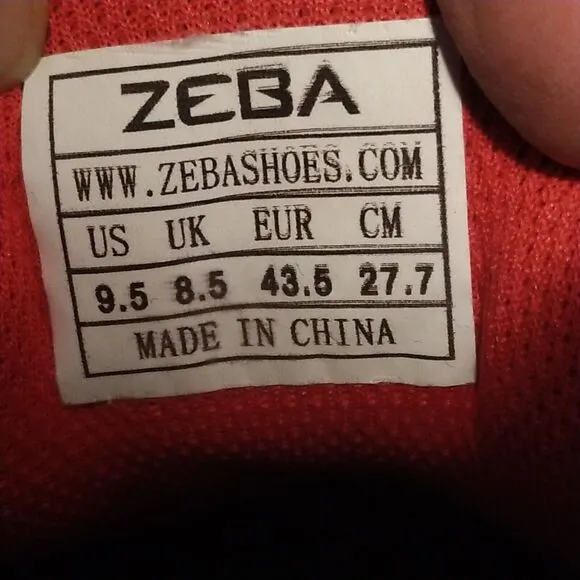 ZEBA
WWW.ZEBASHOES.COM
US UK EUR CM
9.5 8.5 43.5 27.7
MADE IN CHINA